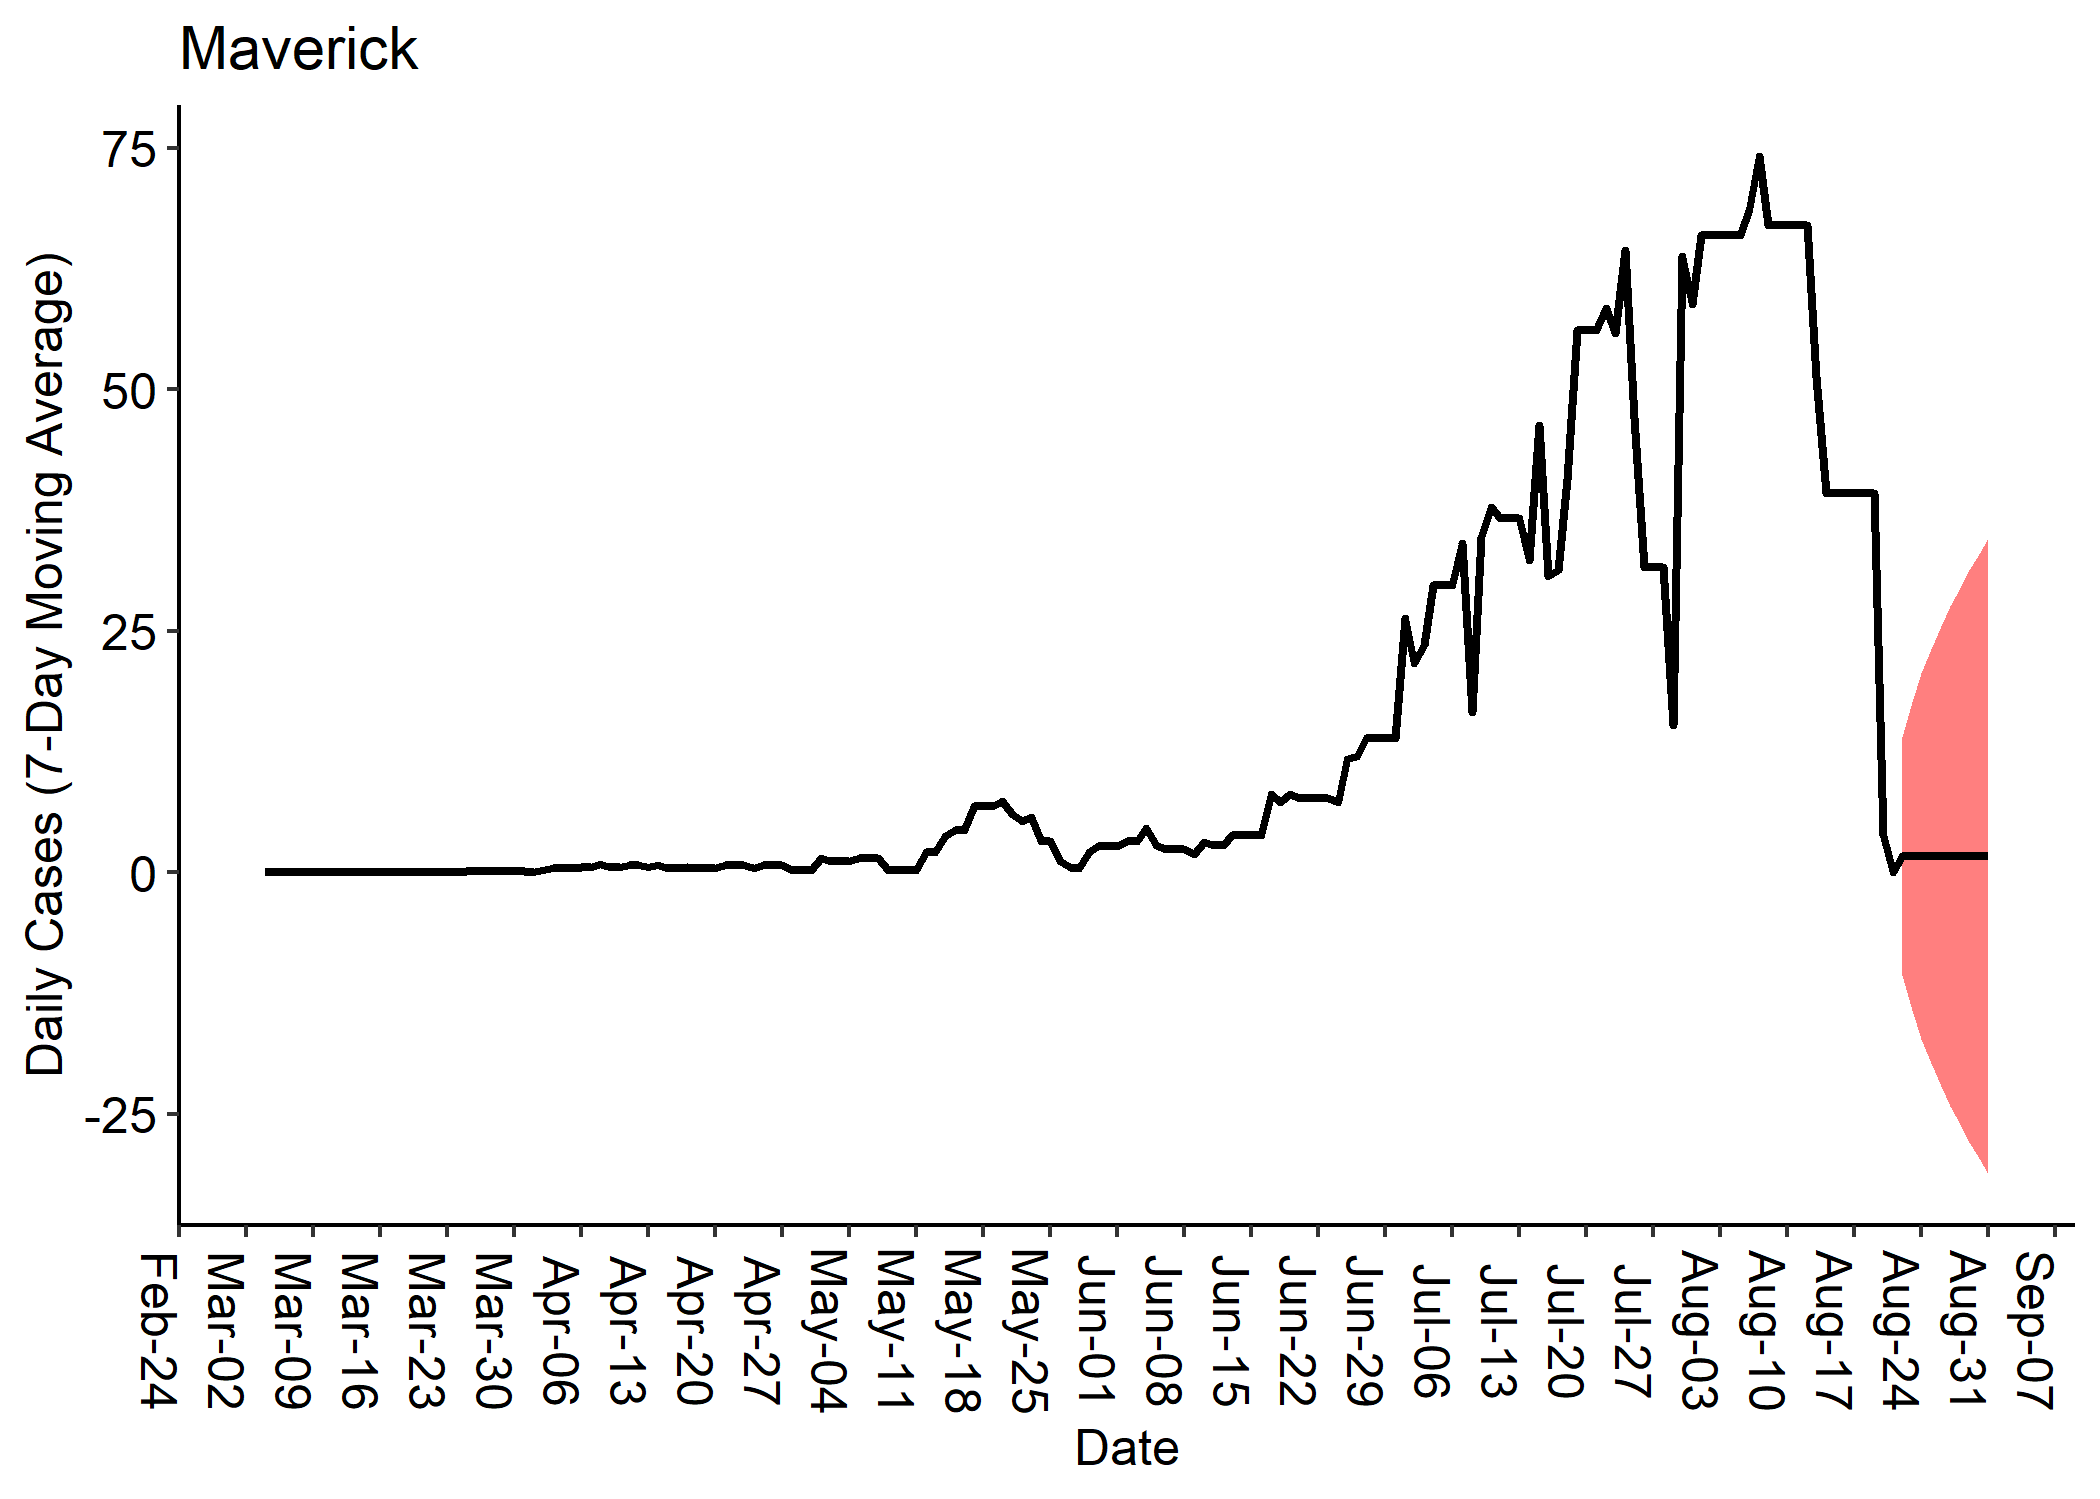 Maverick
Daily Cases (7-Day Moving Average)
75
50
25
0
-25
Feb-24
Mar-02
Mar-09
Mar-16
Mar-23
Mar-30
Apr-06
Apr-13
Apr-20
Apr-27
May-04
May-11
May-18
May-25
Jun-01
Jun-08
Jun-15
Jun-22
Jun-29
Jul-06
Jul-13
Jul-20
Jul-27
Aug-03
Aug-10
Aug-17
Aug-24
Aug-31
Sep-07
Date